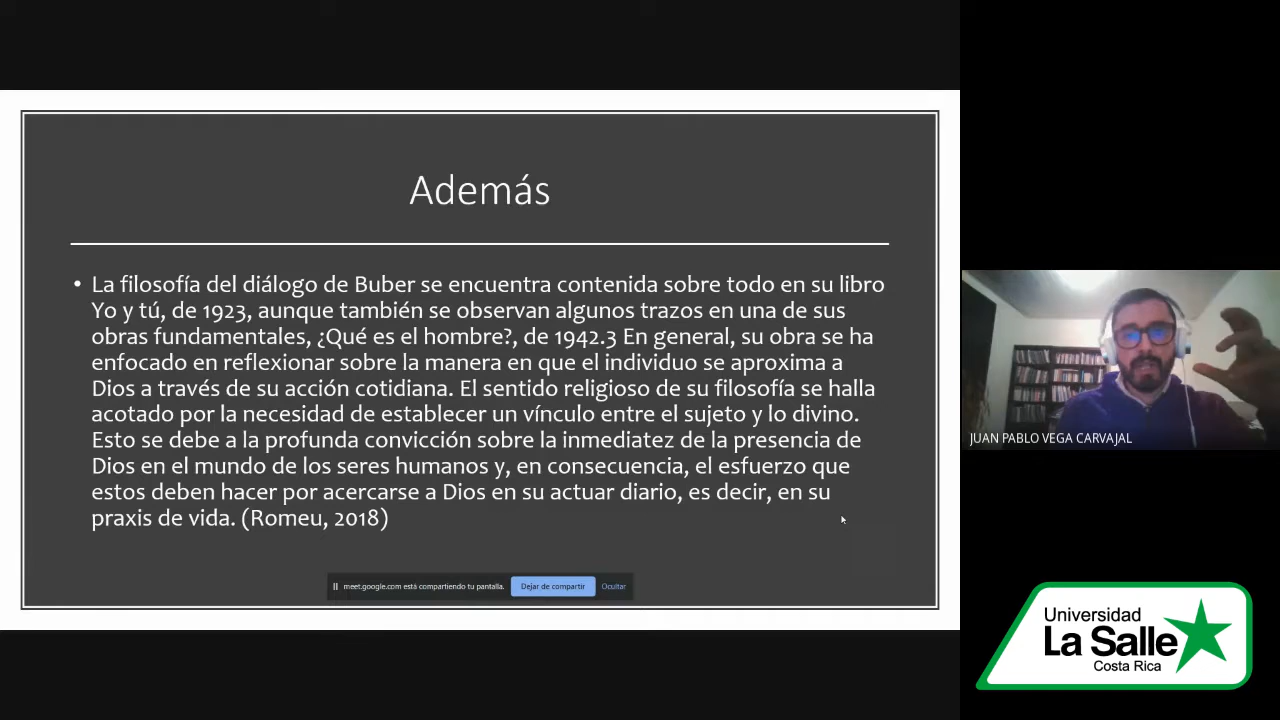 Además
• La filosofía del diálogo de Buber se encuentra contenida sobre todo en su libro
Yo y tú, de 1923, aunque también se observan algunos trazos en una de sus
obras fundamentales, ¿Qué es el hombre?, de 1942.3 En general, su obra se ha
enfocado en reflexionar sobre la manera en que el individuo se aproxima a
Dios a través de su acción cotidiana. El sentido religioso de su filosofía se halla
acotado por la necesidad de establecer un vínculo entre el sujeto y lo divino.
Esto se debe a la profunda convicción sobre la inmediatez de la presencia de
Dios en el mundo de los seres humanos y, en consecuencia, el esfuerzo que
estos deben hacer por acercarse a Dios en su actuar diario, es decir, en su
praxis de vida. (Romeu, 2018)
meet.google.com está compartiendo tu pantalla. Dejar de compartir Ocultar
JUAN PABLO VEGA CARVAJAL
Universidad
La Salle
Costa Rica